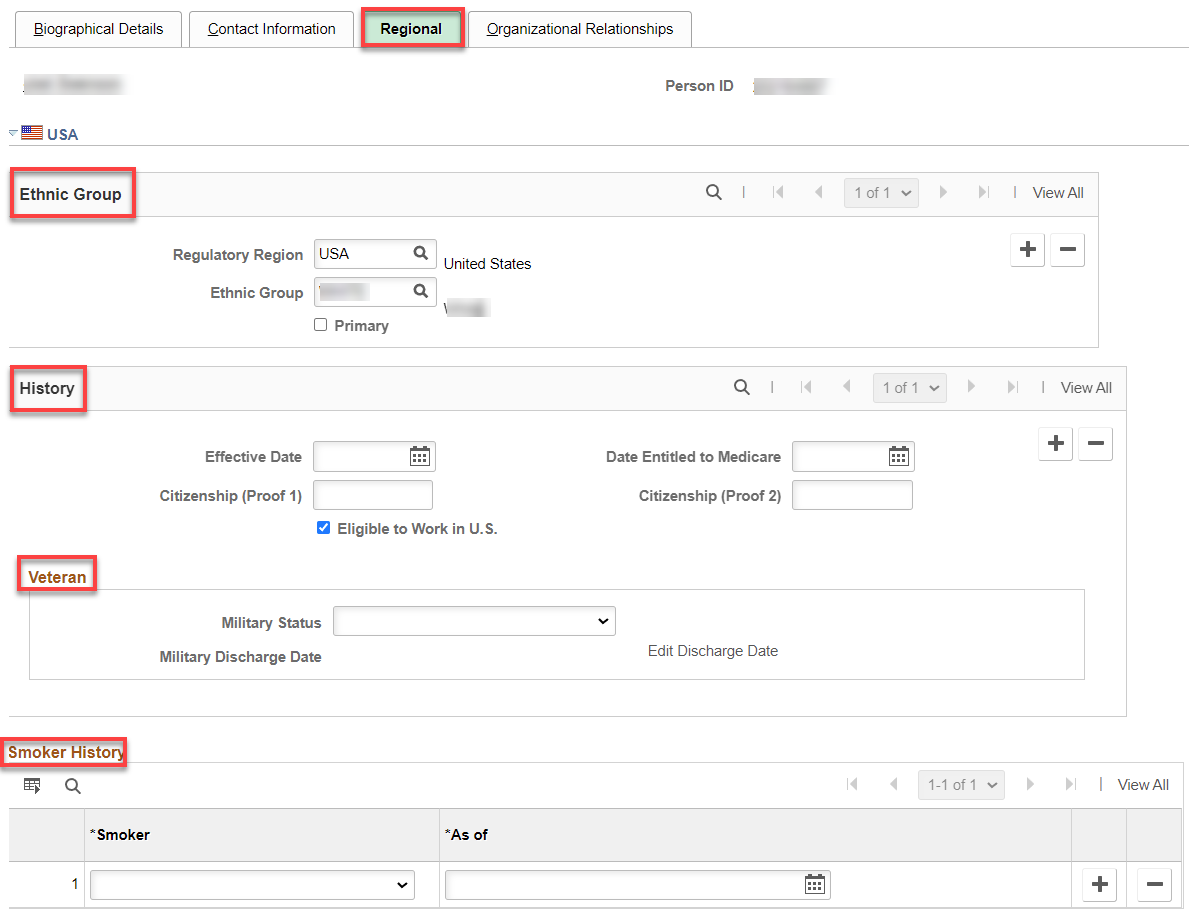 Biographical Details Contact Information Regional Organizational Relationships
Person ID
USA
Ethnic Group 1 of 1 View All
Regulatory Region USA United States
Ethnic Group
Primary
History 1 of 1 View All
Effective Date Date Entitled to Medicare
Citizenship (Proof 1) Citizenship (Proof 2)
Eligible to Work in U.S.
Veteran
Military Status
Military Discharge Date Edit Discharge Date
Smoker History
1-1 of 1 View All
*Smoker *As of
1